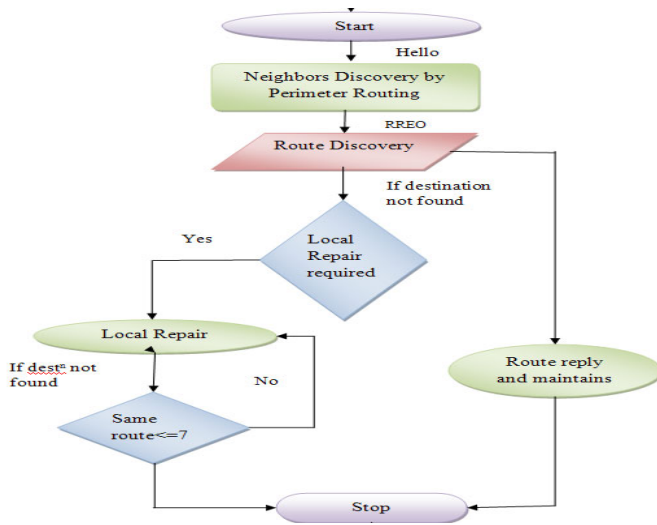 Start
Hello
Neighbors Discovery by
Perimeter Routing
RREO
Route Discovery
If destination
not found
Yes
Local
Repair
required
Local Repair
If destⁿ not
found
No
Route reply
and maintains
Same
route<=7
Stop